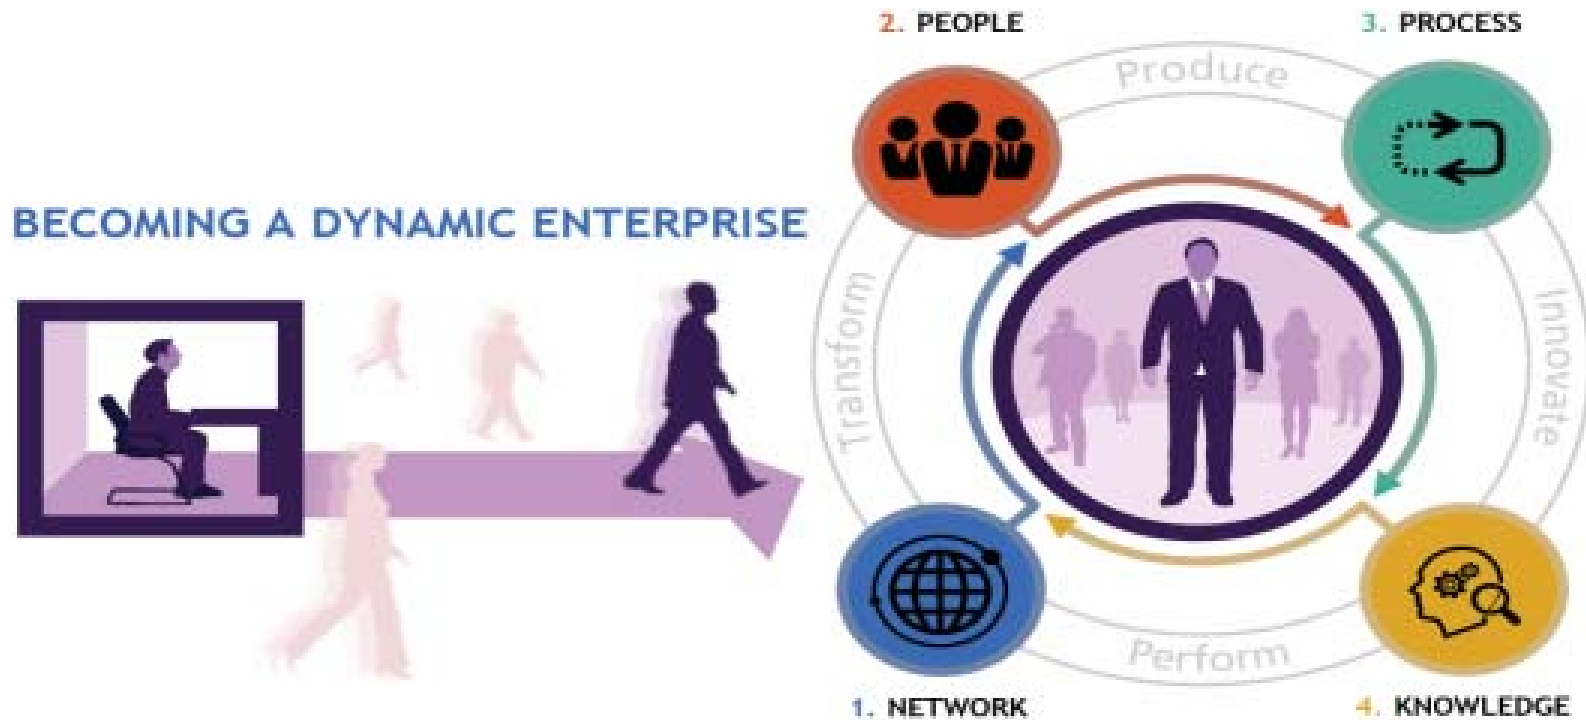 2. PEOPLE
3. PROCESS
Produce
BECOMING A DYNAMIC ENTERPRISE
Transform
Innovate
Perform
1. NETWORK
4. KNOWLEDGE